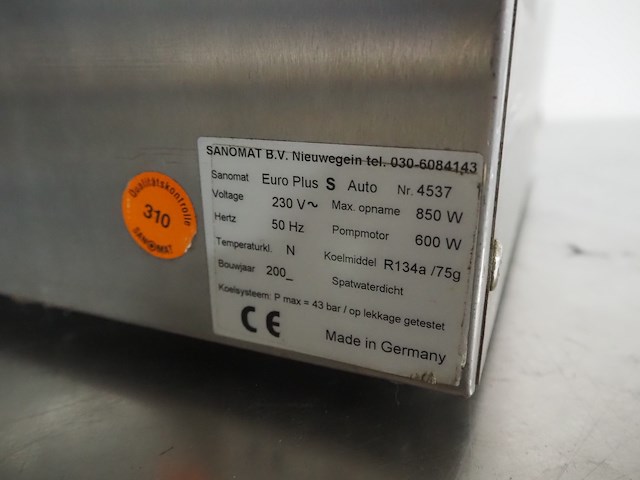 SANOMAT B.V. Nieuwegein tel. 030-6084143
Sanomat Euro Plus S Auto Nr. 4537
Voltage 230 V~ Max. opname 850 W
Hertz 50 Hz Pompmotor 600 W
Temperaturkl. N Koelmiddel R134a /75g
Bouwjaar 200_ Spatwaterdicht
Koelsysteem: P max = 43 bar / op lekkage getestet
CE Made in Germany
Qualitätskontrolle
310
SANOMAT